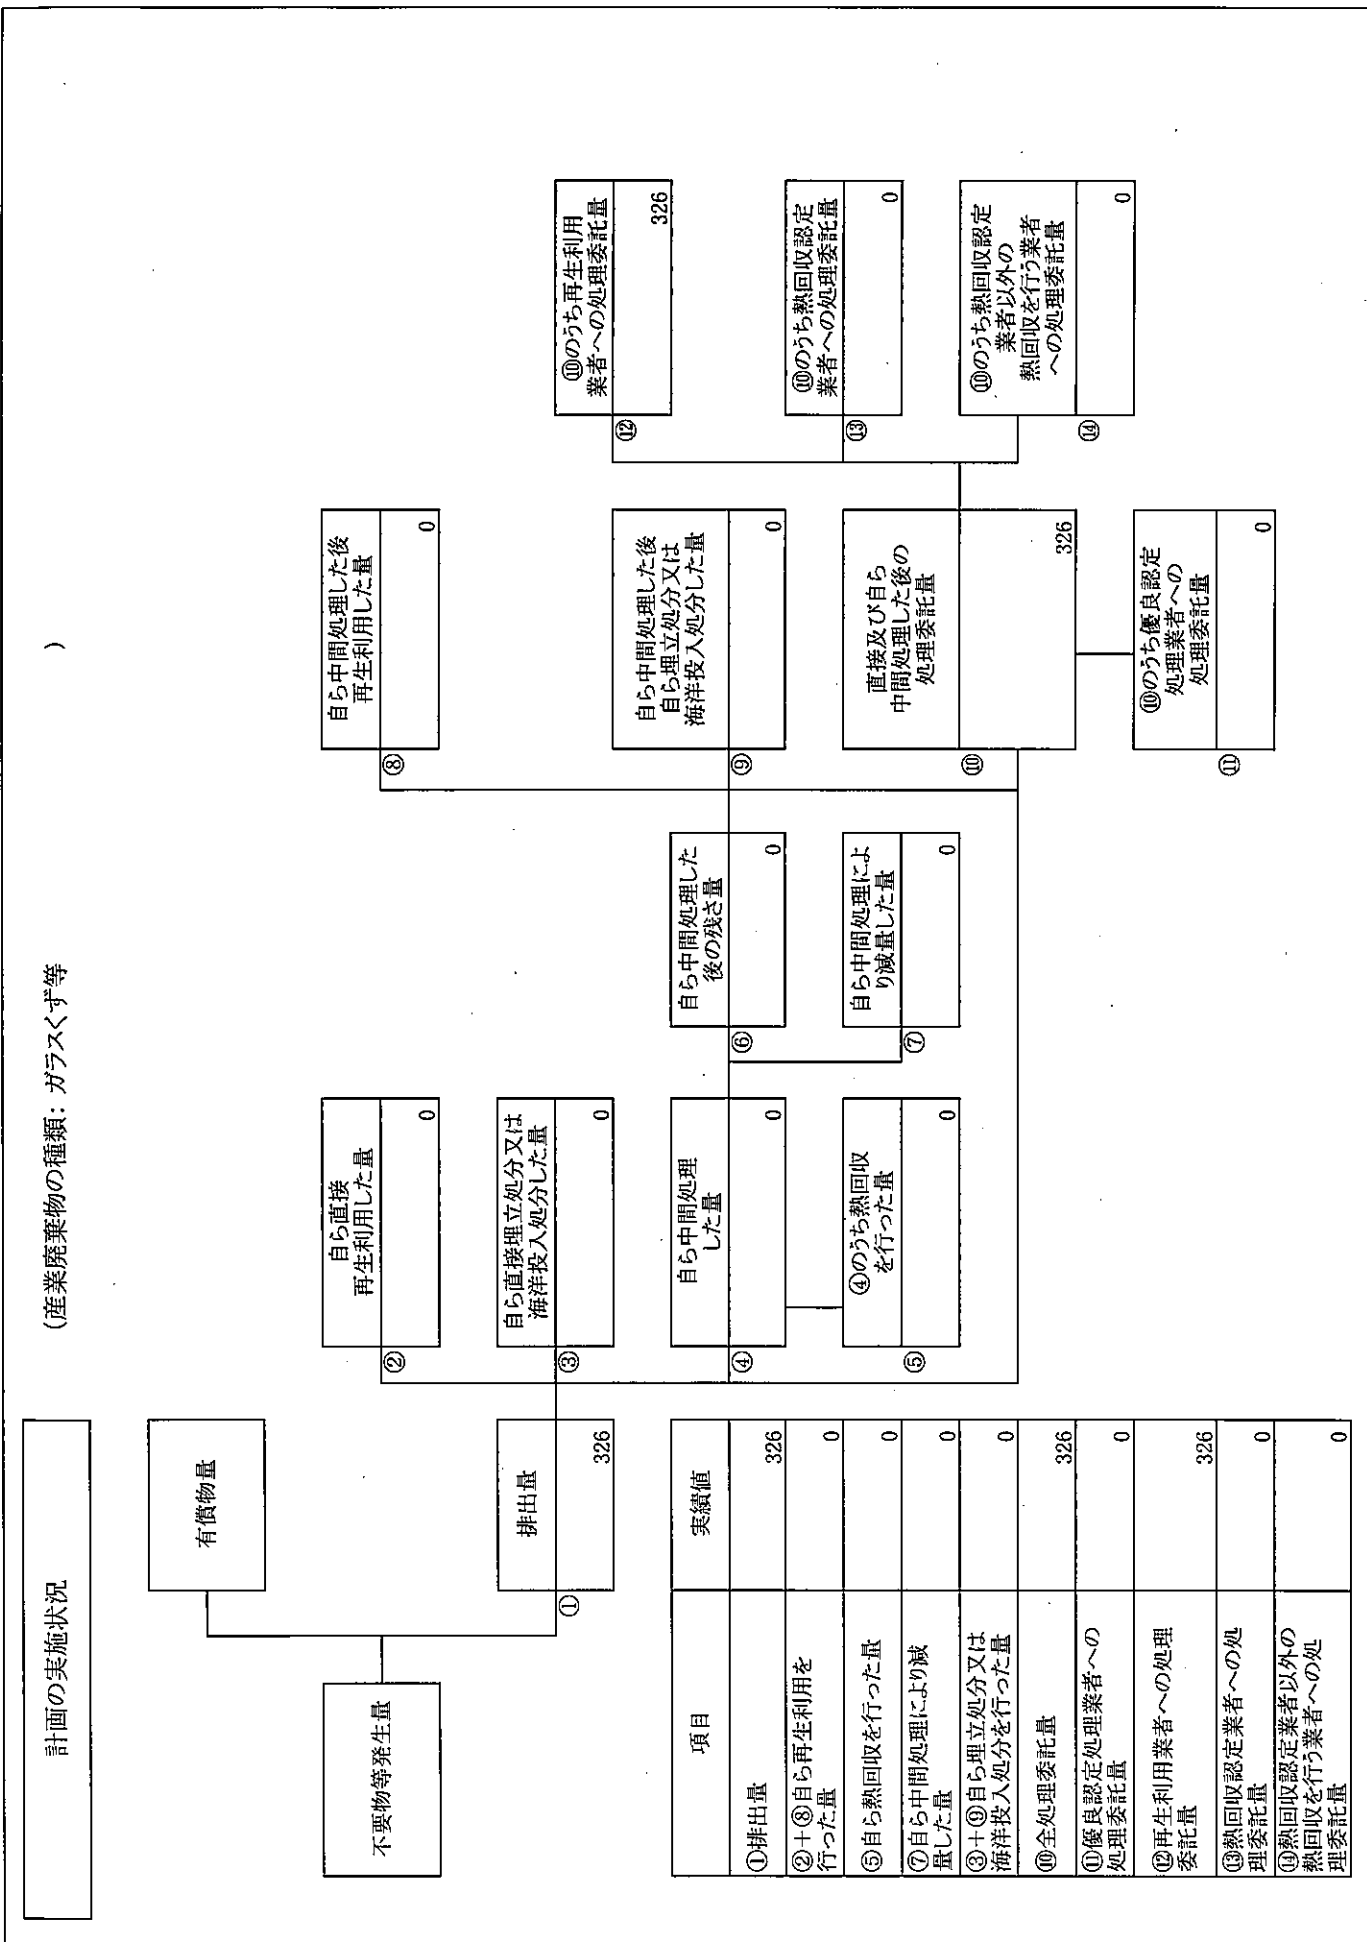 計画の実施状況
(産業廃棄物の種類: ガラスくず等 )
不要物等発生量
有償物量
①
排出量
326
②
自ら直接
再生利用した量
0
③
自ら直接埋立処分又は
海洋投入処分した量
0
④
自ら中間処理
した量
0
⑤
④のうち熱回収
を行った量
0
⑥
自ら中間処理した
後の残さ量
0
⑦
自ら中間処理によ
り減量した量
0
⑧
自ら中間処理した後
再生利用した量
0
⑨
自ら中間処理した後
自ら埋立処分又は
海洋投入処分した量
0
⑩
直接及び自ら
中間処理した後の
処理委託量
326
⑪
⑩のうち優良認定
処理業者への
処理委託量
0
⑫
⑩のうち再生利用
業者への処理委託量
326
⑬
⑩のうち熱回収認定
業者への処理委託量
0
⑭
⑩のうち熱回収認定
業者以外の
熱回収を行う業者
への処理委託量
0
項目 実績値
①排出量 326
②+⑧自ら再生利用を
行った量 0
⑤自ら熱回収を行った量 0
⑦自ら中間処理により減
量した量 0
③+⑨自ら埋立処分又は
海洋投入処分を行った量 0
⑩全処理委託量 326
⑪優良認定処理業者への
処理委託量 0
⑫再生利用業者への処理
委託量 326
⑬熱回収認定業者への処
理委託量 0
⑭熱回収認定業者以外の
熱回収を行う業者への処
理委託量 0